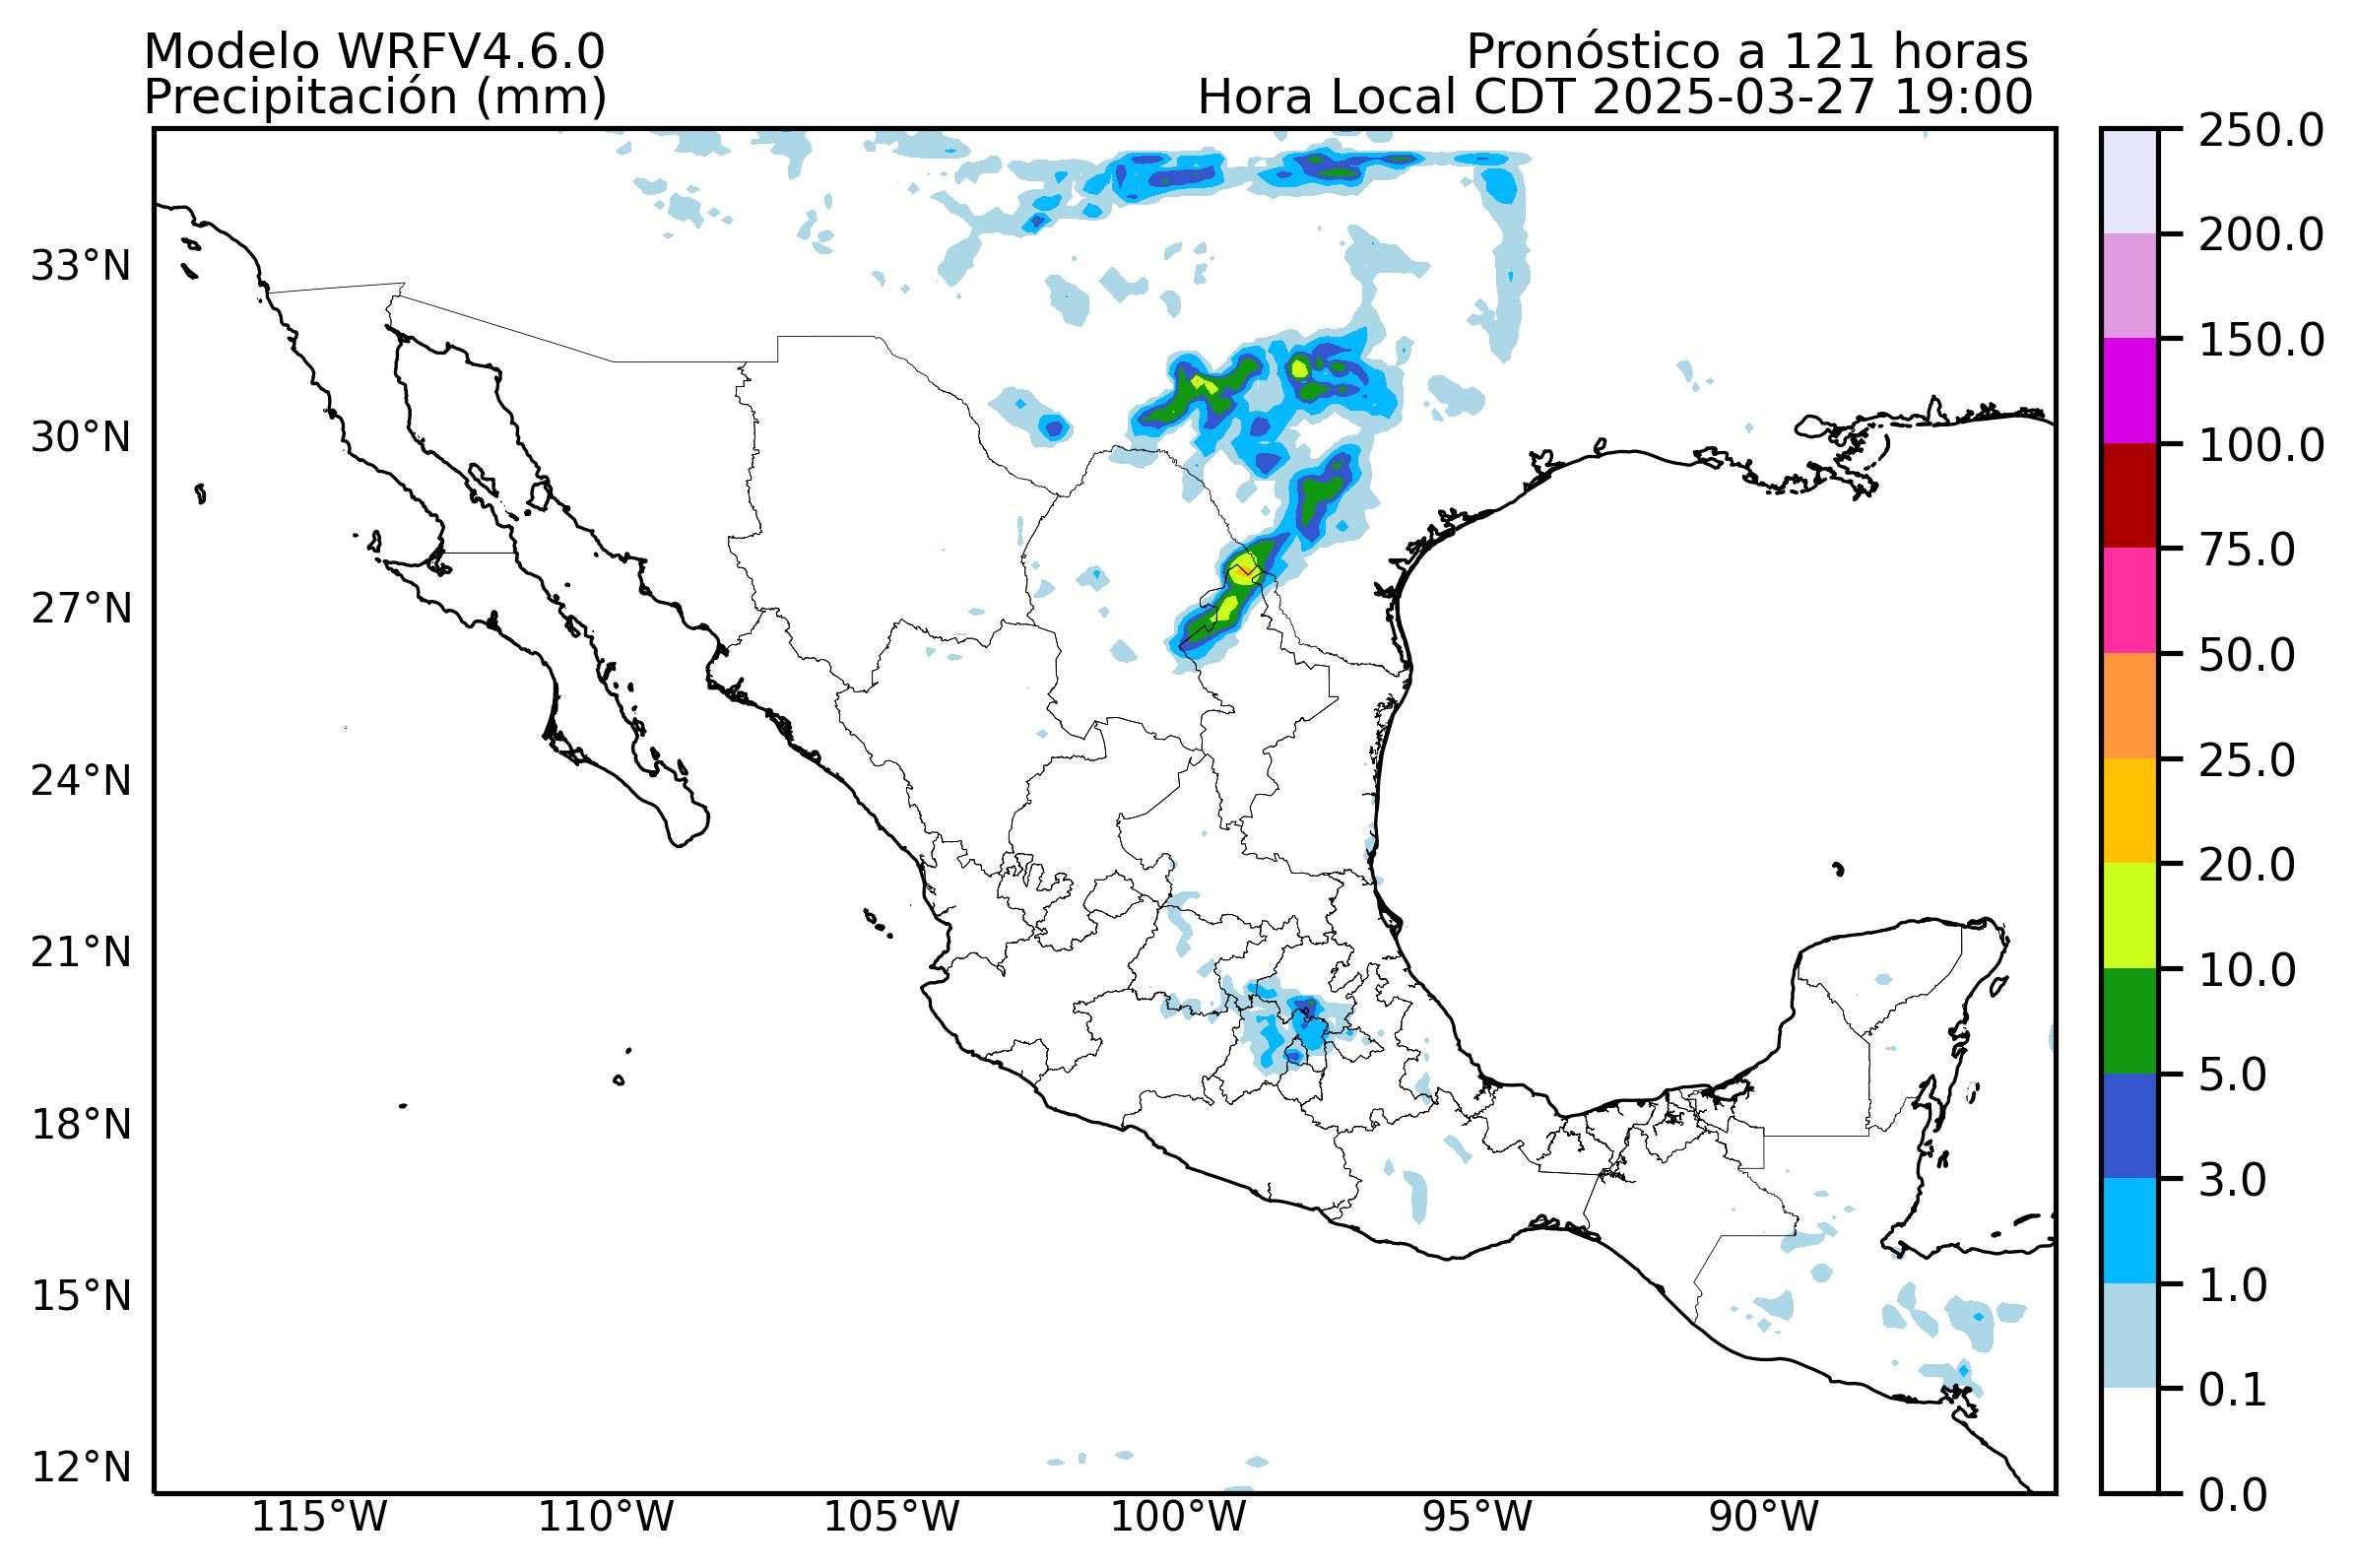 Modelo WRFV4.6.0
Pronóstico a 121 horas
Precipitación (mm)
Hora Local CDT 2025-03-27 19:00
33°N
30°N
27°N
24°N
21°N
18°N
15°N
12°N
115°W
110°W
105°W
100°W
95°W
90°W
250.0
200.0
150.0
100.0
75.0
50.0
25.0
20.0
10.0
5.0
3.0
1.0
0.1
0.0